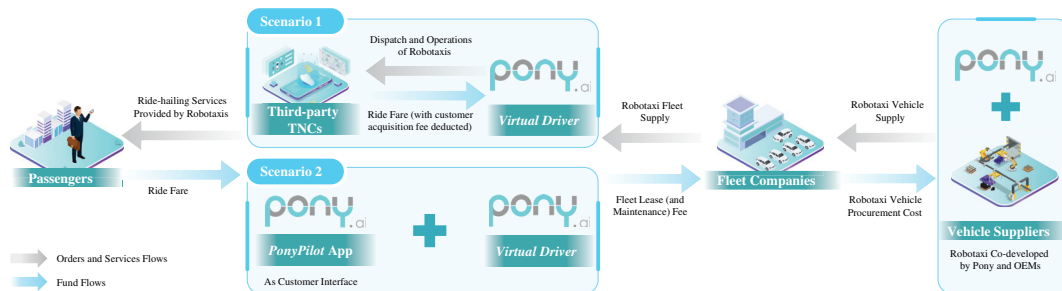 Scenario 1
Dispatch and Operations
of Robotaxis
pony.ai
Third-party
TNCs
Ride Fare (with customer
acquisition fee deducted)
Virtual Driver
Ride-hailing Services
Provided by Robotaxis
Passengers
Ride Fare
Scenario 2
pony.ai
PonyPilot App
As Customer Interface
pony.ai
Virtual Driver
Robotaxi Fleet
Supply
Fleet Companies
Fleet Lease (and
Maintenance) Fee
Robotaxi Vehicle
Supply
Robotaxi Vehicle
Procurement Cost
pony.ai
Vehicle Suppliers
Robotaxi Co-developed
by Pony and OEMs
Orders and Services Flows
Fund Flows